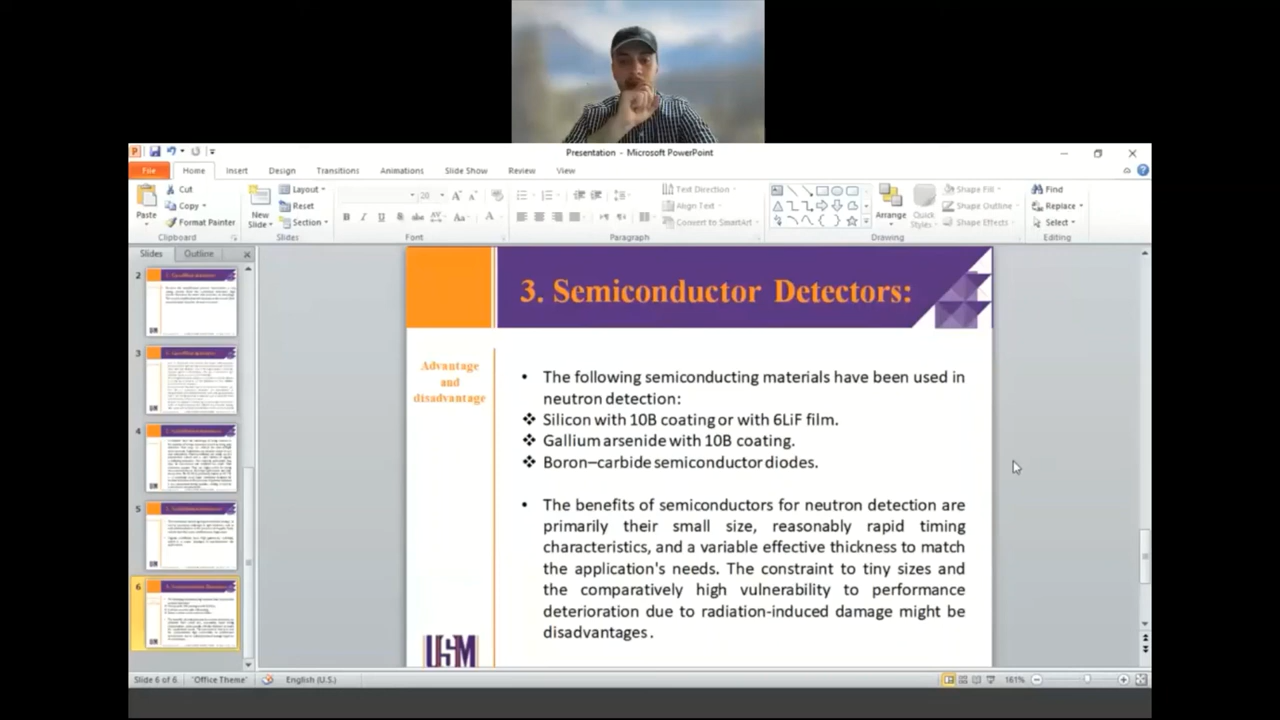 Presentation - Microsoft PowerPoint
File Home Insert Design Transitions Animations Slide Show Review View
Paste
Cut
Copy
Format Painter
Clipboard
New
Slide
Layout
Reset
Section
Slides
20
Font
Text Direction
Align Text
Convert to SmartArt
Paragraph
Arrange
Quick
Styles
Shape Fill
Shape Outline
Shape Effects
Drawing
Find
Replace
Select
Editing
Slides Outline
2
3
4
5
6
3. Semiconductor Detectors:
Advantage
and
disadvantage
• The following semiconducting materials have been used in
neutron detection:
❖ Silicon with 10B coating or with 6LiF film.
❖ Gallium arsenide with 10B coating.
❖ Boron–carbide semiconductor diodes.
• The benefits of semiconductors for neutron detection are
primarily their small size, reasonably rapid timing
characteristics, and a variable effective thickness to match
the application's needs. The constraint to tiny sizes and
the comparatively high vulnerability to performance
deterioration due to radiation-induced damage might be
disadvantages .
USM
Slide 6 of 6 "Office Theme" English (U.S.) 161%